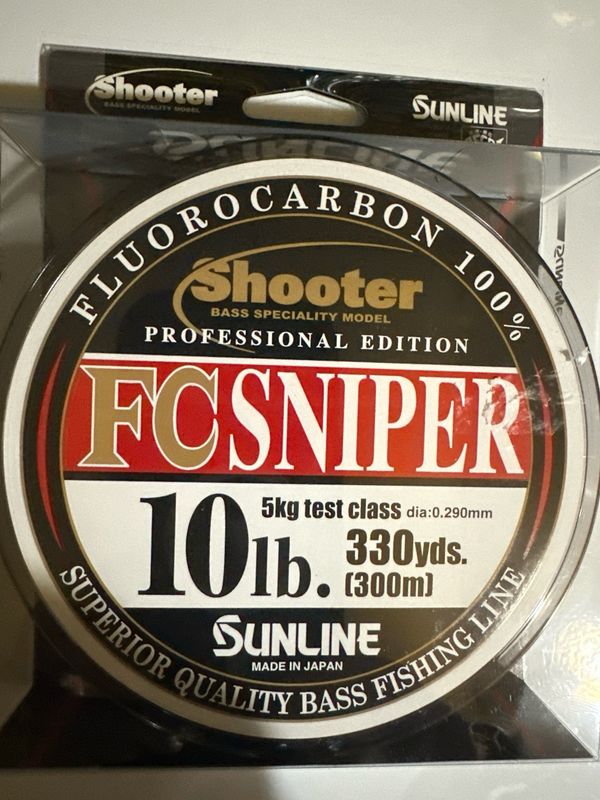 Shooter
BASS SPECIALITY MODEL
SUNLINE
FLUOROCARBON 100%
Shooter
BASS SPECIALITY MODEL
PROFESSIONAL EDITION
FC SNIPER
5kg test class dia:0.290mm
10lb. 330yds.
(300m)
SUNLINE
MADE IN JAPAN
SUPERIOR QUALITY BASS FISHING LINE